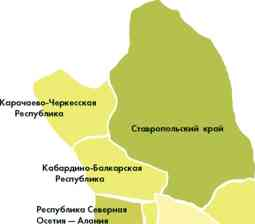 Карачаево-Черкесская
Республика
Ставропольский край
Кабардино-Балкарская
Республика
Республика Северная
Осетия — Алания